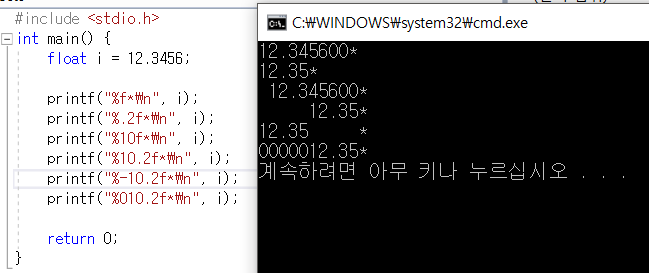 #include <stdio.h>
int main() {
float i = 12.3456;
printf("%f*₩n", i);
printf("%.2f*₩n", i);
printf("%10f*₩n", i);
printf("%10.2f*₩n", i);
printf("%-10.2f*₩n", i);
printf("%010.2f*₩n", i);
return 0;
}
C:₩WINDOWS₩system32₩cmd.exe
12.345600*
12.35*
 12.345600*
     12.35*
12.35     *
0000012.35*
계속하려면 아무 키나 누르십시오 . . .